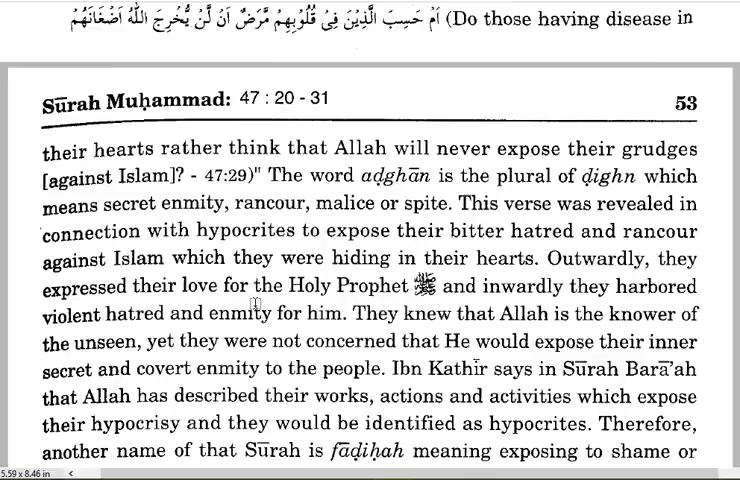 اَمْ حَسِبَ الَّذِيْنَ فِيْ قُلُوْبِهِمْ مَّرَضٌ اَنْ لَّنْ يُّخْرِجَ اللّٰهُ اَضْغَانَهُمْ (Do those having disease in
Sūrah Muḥammad: 47 : 20 - 31 53
their hearts rather think that Allah will never expose their grudges
[against Islam]? - 47:29)" The word aḍghān is the plural of ḍighn which
means secret enmity, rancour, malice or spite. This verse was revealed in
connection with hypocrites to expose their bitter hatred and rancour
against Islam which they were hiding in their hearts. Outwardly, they
expressed their love for the Holy Prophet ﷺ and inwardly they harbored
violent hatred and enmity for him. They knew that Allah is the knower of
the unseen, yet they were not concerned that He would expose their inner
secret and covert enmity to the people. Ibn Kathīr says in Sūrah Barā'ah
that Allah has described their works, actions and activities which expose
their hypocrisy and they would be identified as hypocrites. Therefore,
another name of that Sūrah is fāḍiḥah meaning exposing to shame or
5.59 x 8.46 in <